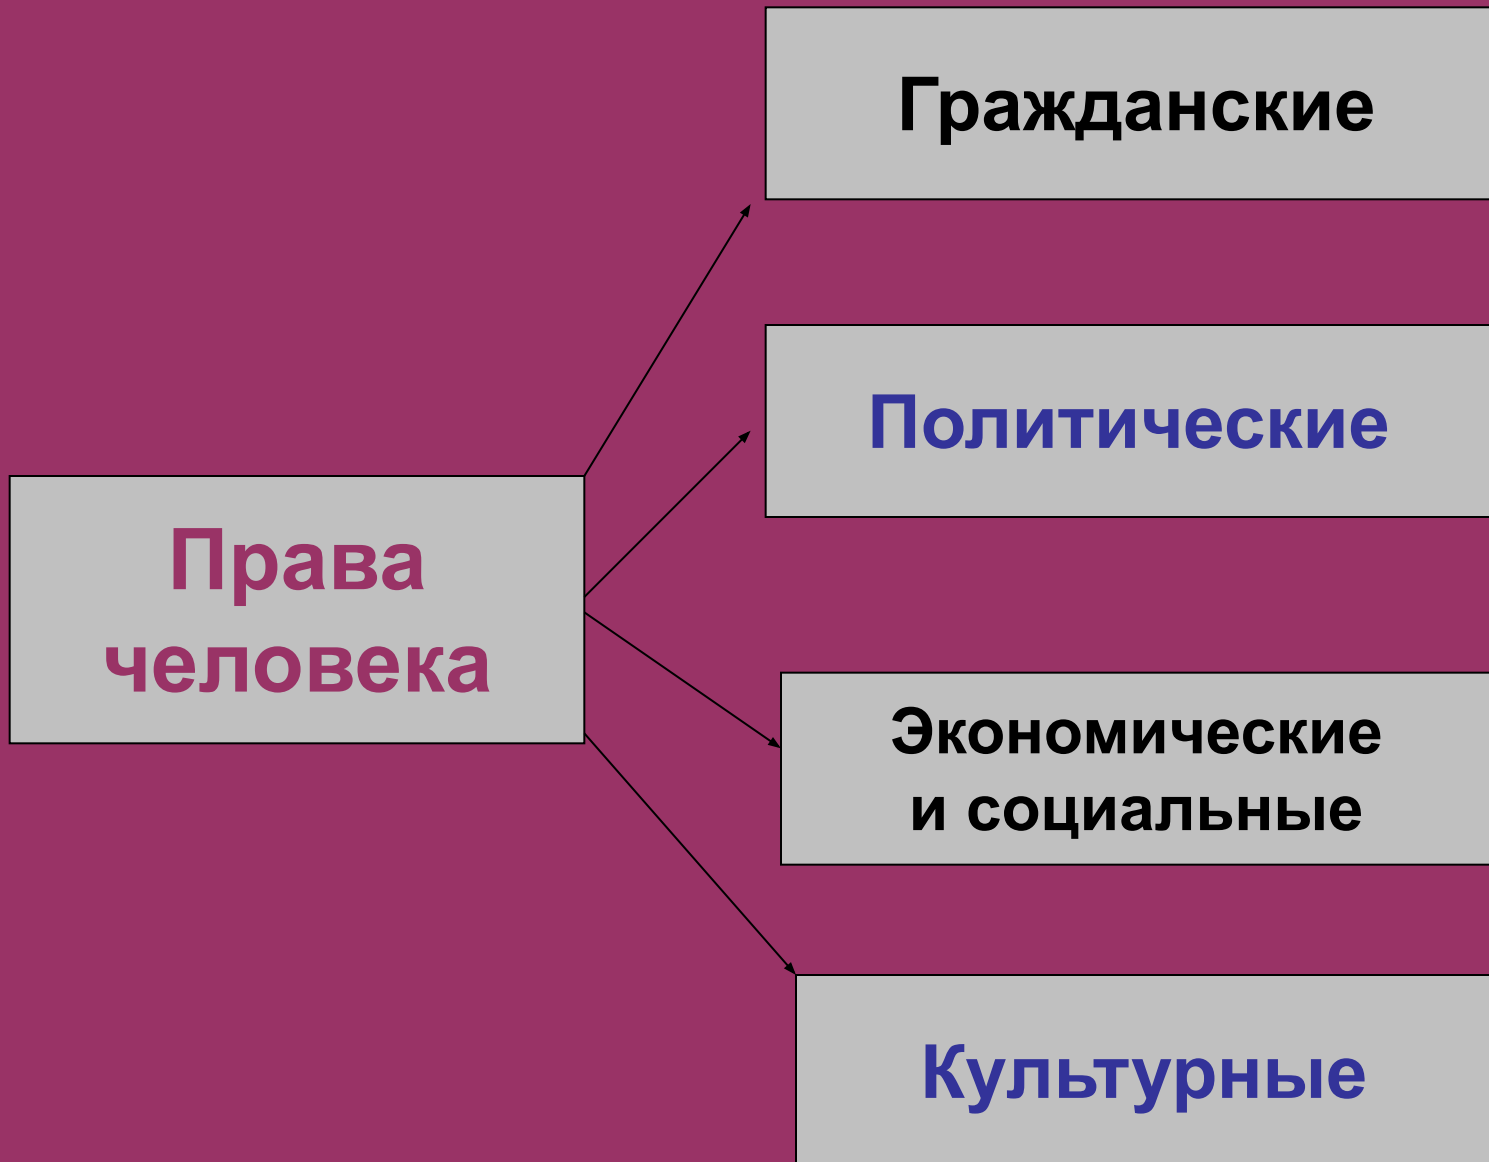 Гражданские
Политические
Права
человека
Экономические
и социальные
Культурные